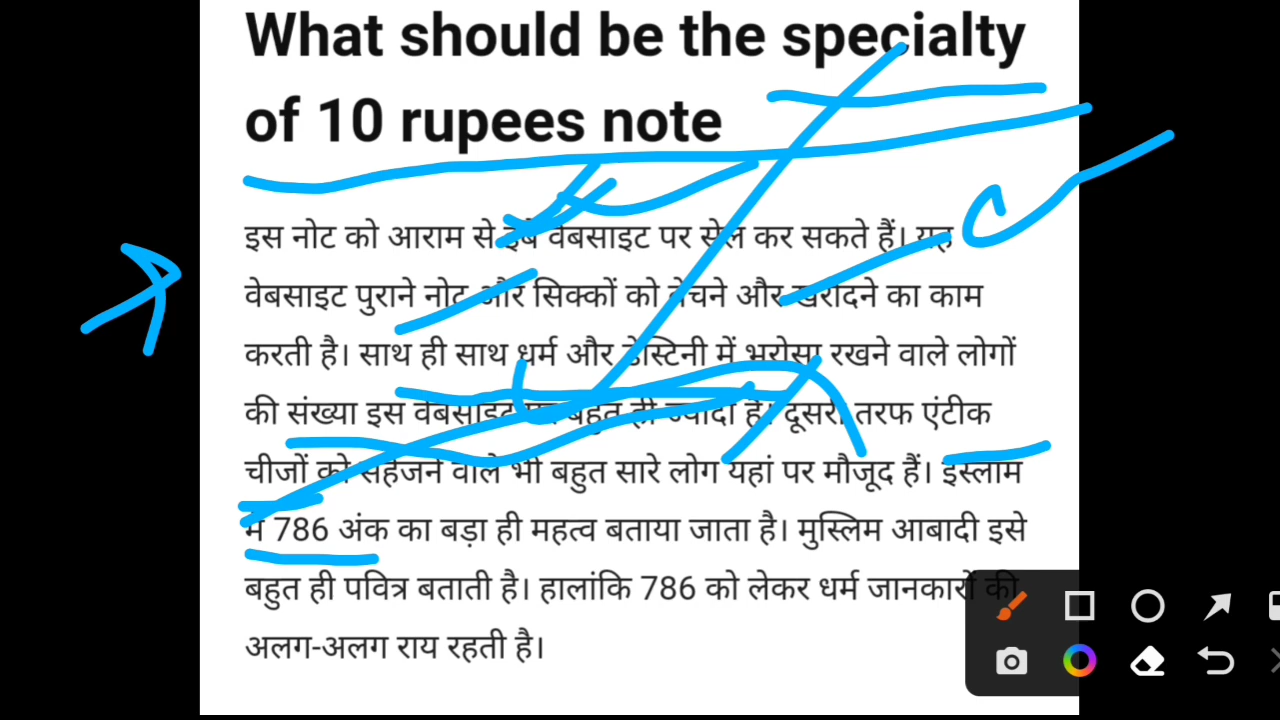 What should be the specialty
of 10 rupees note
इस नोट को आराम से इबे वेबसाइट पर सेल कर सकते हैं। यह
वेबसाइट पुराने नोट और सिक्कों को बेचने और खरीदने का काम
करती है। साथ ही साथ धर्म और डेस्टिनी में भरोसा रखने वाले लोगों
की संख्या इस वेबसाइट पर बहुत ही ज्यादा है। दूसरी तरफ एंटीक
चीजों को सहेजने वाले भी बहुत सारे लोग यहां पर मौजूद हैं। इस्लाम
में 786 अंक का बड़ा ही महत्व बताया जाता है। मुस्लिम आबादी इसे
बहुत ही पवित्र बताती है। हालांकि 786 को लेकर धर्म जानकारों की
अलग-अलग राय रहती है।